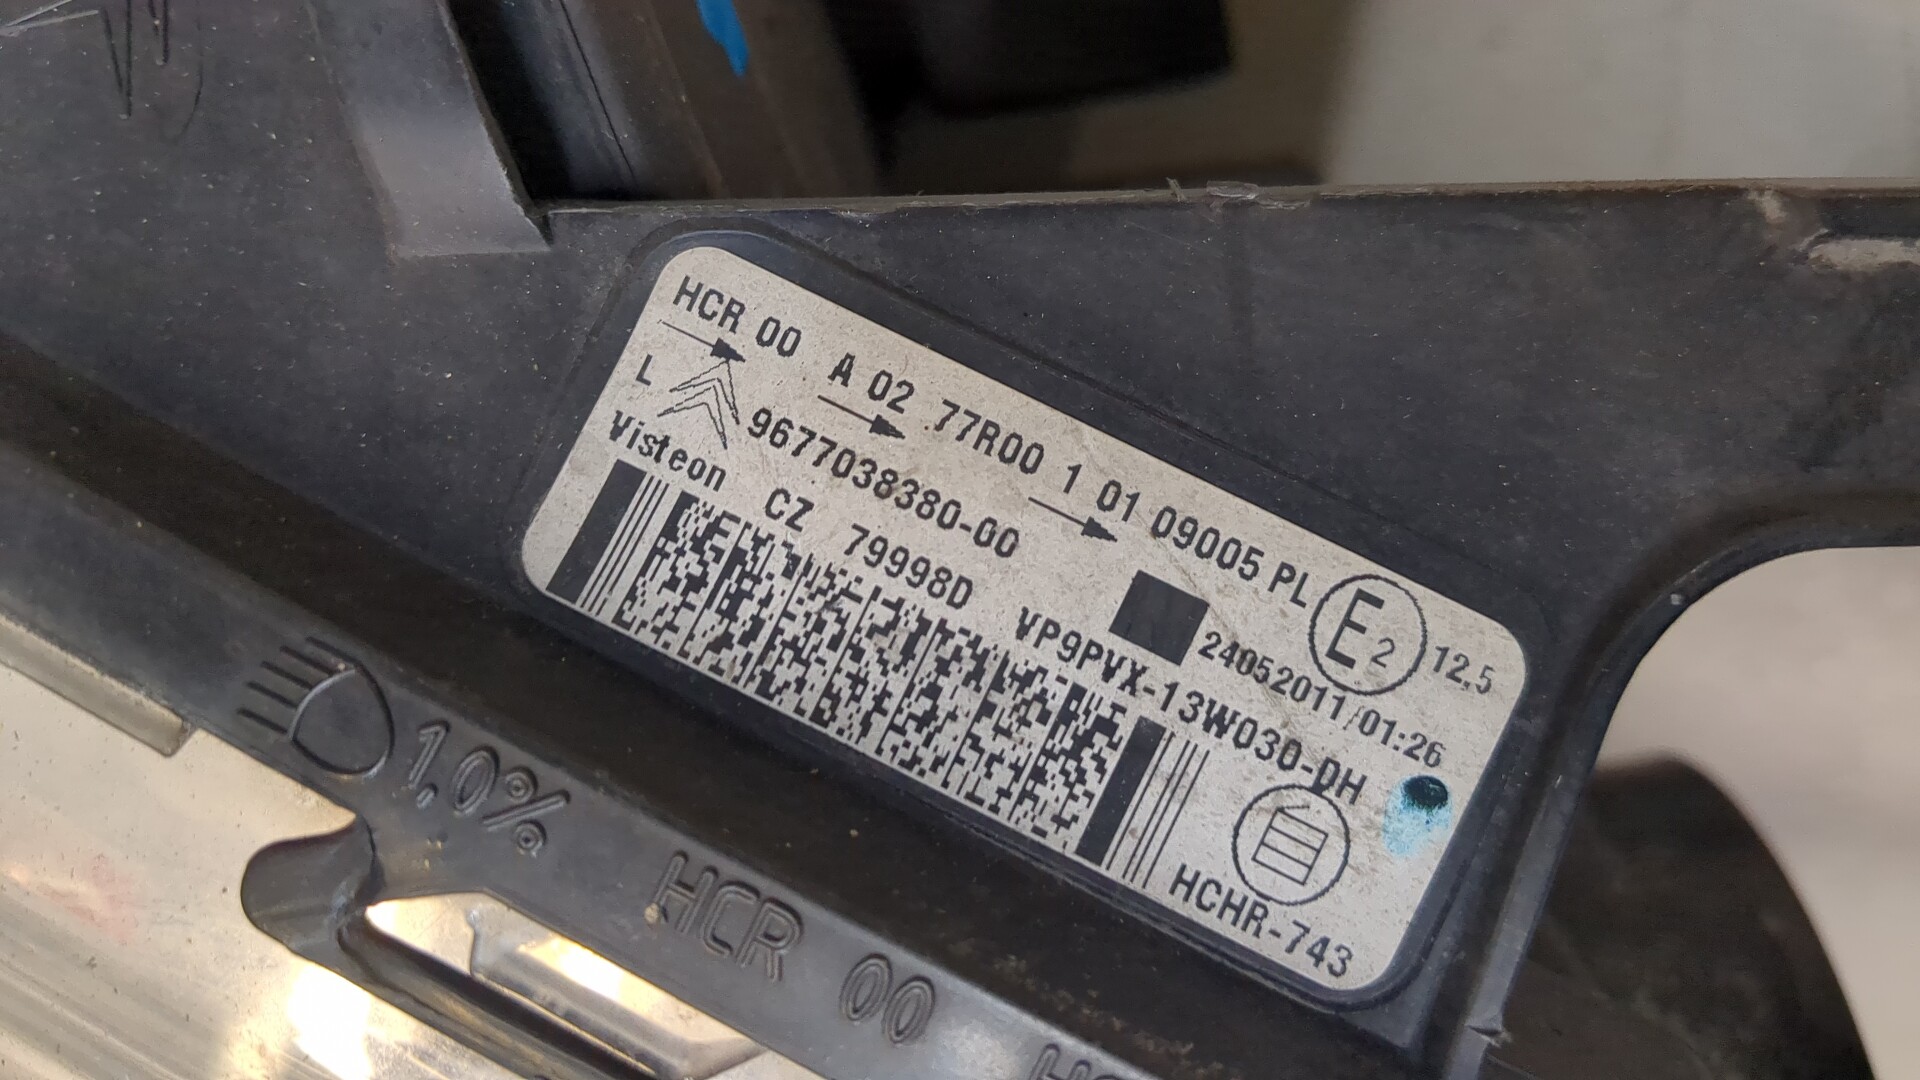 HCR 00 A 02 77R00 1 01 09005 PL E2 12.5
L 9677038380-00
24052011/01:26
Visteon CZ 79998D VP9PVX-13W030-DH
HCHR-743
1,0% HCR 00